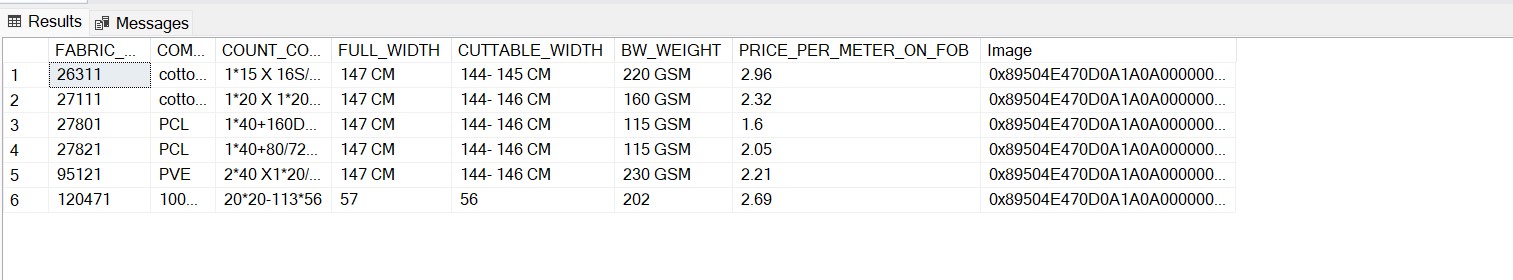 Results Messages
FABRIC_... COM... COUNT_CO... FULL_WIDTH CUTTABLE_WIDTH BW_WEIGHT PRICE_PER_METER_ON_FOB Image
1 26311 cotto... 1*15 X 16S/... 147 CM 144- 145 CM 220 GSM 2.96 0x89504E470D0A1A0A000000...
2 27111 cotto... 1*20 X 1*20... 147 CM 144- 146 CM 160 GSM 2.32 0x89504E470D0A1A0A000000...
3 27801 PCL 1*40+160D... 147 CM 144- 146 CM 115 GSM 1.6 0x89504E470D0A1A0A000000...
4 27821 PCL 1*40+80/72... 147 CM 144- 146 CM 115 GSM 2.05 0x89504E470D0A1A0A000000...
5 95121 PVE 2*40 X1*20/... 147 CM 144- 146 CM 230 GSM 2.21 0x89504E470D0A1A0A000000...
6 120471 100... 20*20-113*56 57 56 202 2.69 0x89504E470D0A1A0A000000...